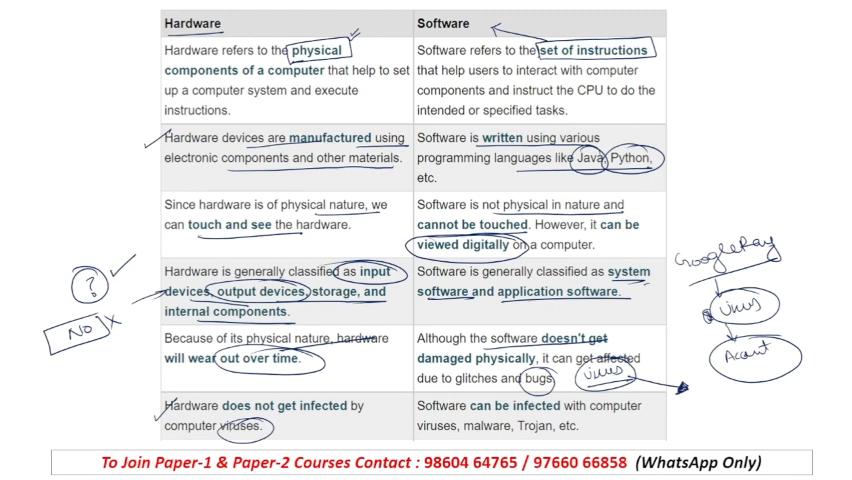 Hardware
Software
Hardware refers to the physical
components of a computer that help to set
up a computer system and execute
instructions.
Software refers to the set of instructions
that help users to interact with computer
components and instruct the CPU to do the
intended or specified tasks.
Hardware devices are manufactured using
electronic components and other materials.
Software is written using various
programming languages like Java, Python,
etc.
Since hardware is of physical nature, we
can touch and see the hardware.
Software is not physical in nature and
cannot be touched. However, it can be
viewed digitally on a computer.
GooglePay
virus
?
No X
Hardware is generally classified as input
devices, output devices, storage, and
internal components.
Software is generally classified as system
software and application software.
Because of its physical nature, hardware
will wear out over time.
Although the software doesn't get
damaged physically, it can get affected
due to glitches and bugs.
virus
Hardware does not get infected by
computer viruses.
Software can be infected with computer
viruses, malware, Trojan, etc.
To Join Paper-1 & Paper-2 Courses Contact : 98604 64765 / 97660 66858 (WhatsApp Only)